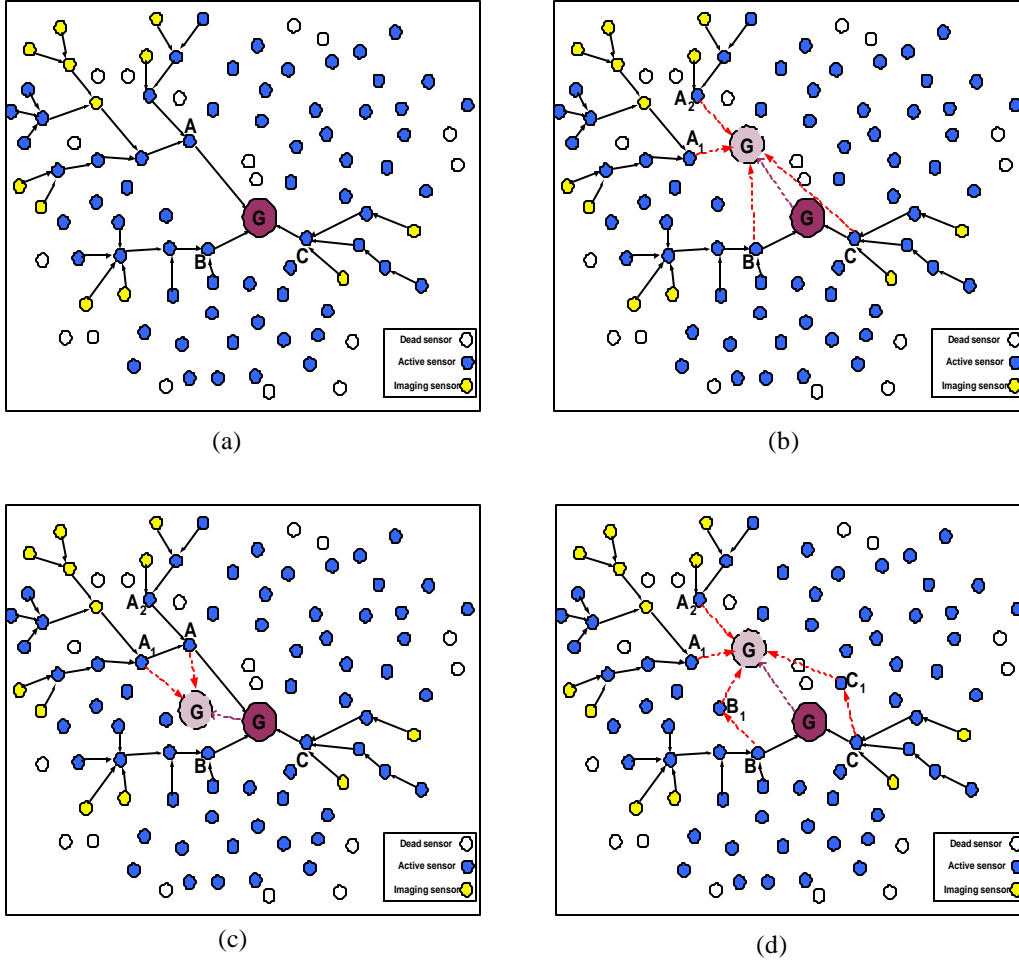 A
G
B
C
Dead sensor
Active sensor
Imaging sensor
(a)
A2
A1
G
G
B
C
Dead sensor
Active sensor
Imaging sensor
(b)
A2
A
A1
G
G
B
C
Dead sensor
Active sensor
Imaging sensor
(c)
A2
A1
G
C1
B1
G
B
C
Dead sensor
Active sensor
Imaging sensor
(d)